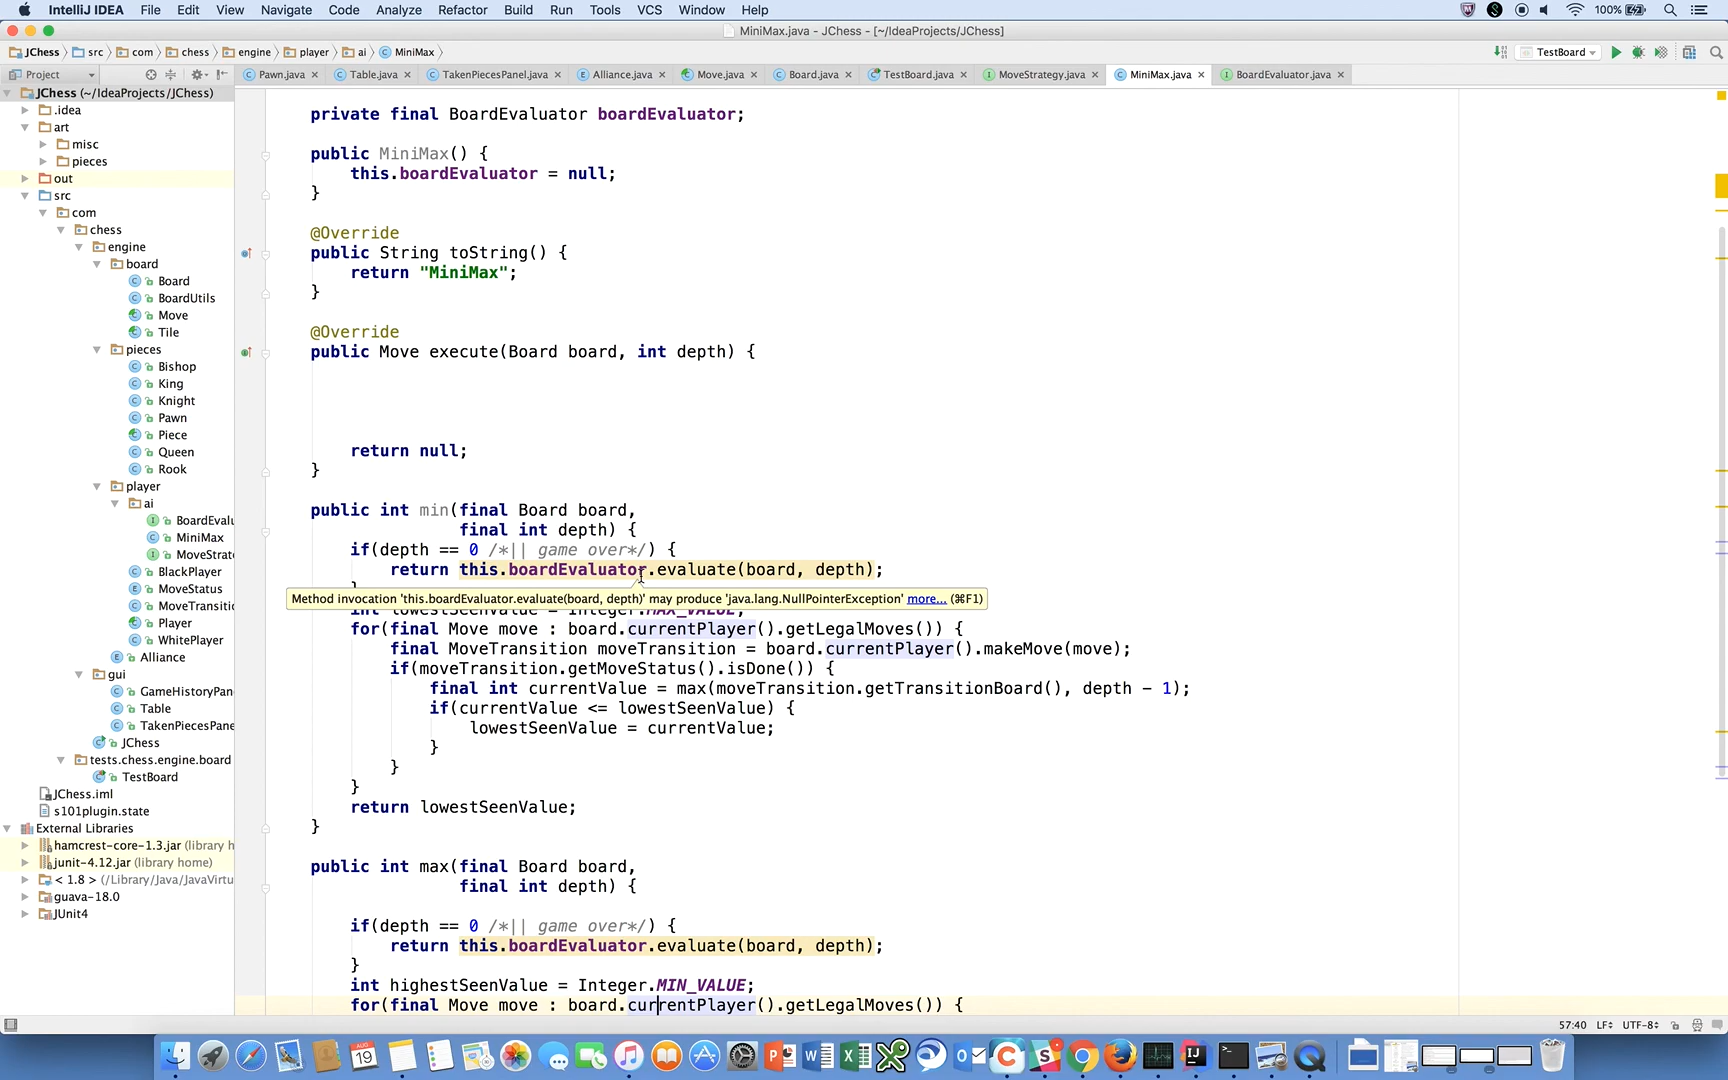 IntelliJ IDEA File Edit View Navigate Code Analyze Refactor Build Run Tools VCS Window Help 100%
MiniMax.java - JChess - [~/IdeaProjects/JChess]
JChess src com chess engine player ai MiniMax TestBoard
Project Pawn.java Table.java TakenPiecesPanel.java Alliance.java Move.java Board.java TestBoard.java MoveStrategy.java MiniMax.java BoardEvaluator.java
JChess (~/IdeaProjects/JChess)
.idea
art
misc
pieces
out
src
com
chess
engine
board
Board
BoardUtils
Move
Tile
pieces
Bishop
King
Knight
Pawn
Piece
Queen
Rook
player
ai
BoardEvalu
MiniMax
MoveStrate
BlackPlayer
MoveStatus
MoveTransitio
Player
WhitePlayer
Alliance
gui
GameHistoryPan
Table
TakenPiecesPane
JChess
tests.chess.engine.board
TestBoard
JChess.iml
s101plugin.state
External Libraries
hamcrest-core-1.3.jar (library h
junit-4.12.jar (library home)
< 1.8 > (/Library/Java/JavaVirtu
guava-18.0
JUnit4
private final BoardEvaluator boardEvaluator;
public MiniMax() {
this.boardEvaluator = null;
}
@Override
public String toString() {
return "MiniMax";
}
@Override
public Move execute(Board board, int depth) {
return null;
}
public int min(final Board board,
final int depth) {
if(depth == 0 /*|| game over*/) {
return this.boardEvaluator.evaluate(board, depth);
Method invocation 'this.boardEvaluator.evaluate(board, depth)' may produce 'java.lang.NullPointerException' more... (⌘F1)
int lowestSeenValue = Integer.MAX_VALUE;
for(final Move move : board.currentPlayer().getLegalMoves()) {
final MoveTransition moveTransition = board.currentPlayer().makeMove(move);
if(moveTransition.getMoveStatus().isDone()) {
final int currentValue = max(moveTransition.getTransitionBoard(), depth - 1);
if(currentValue <= lowestSeenValue) {
lowestSeenValue = currentValue;
}
}
}
return lowestSeenValue;
}
public int max(final Board board,
final int depth) {
if(depth == 0 /*|| game over*/) {
return this.boardEvaluator.evaluate(board, depth);
}
int highestSeenValue = Integer.MIN_VALUE;
for(final Move move : board.currentPlayer().getLegalMoves()) {
57:40 LF÷ UTF-8÷
AUG
19